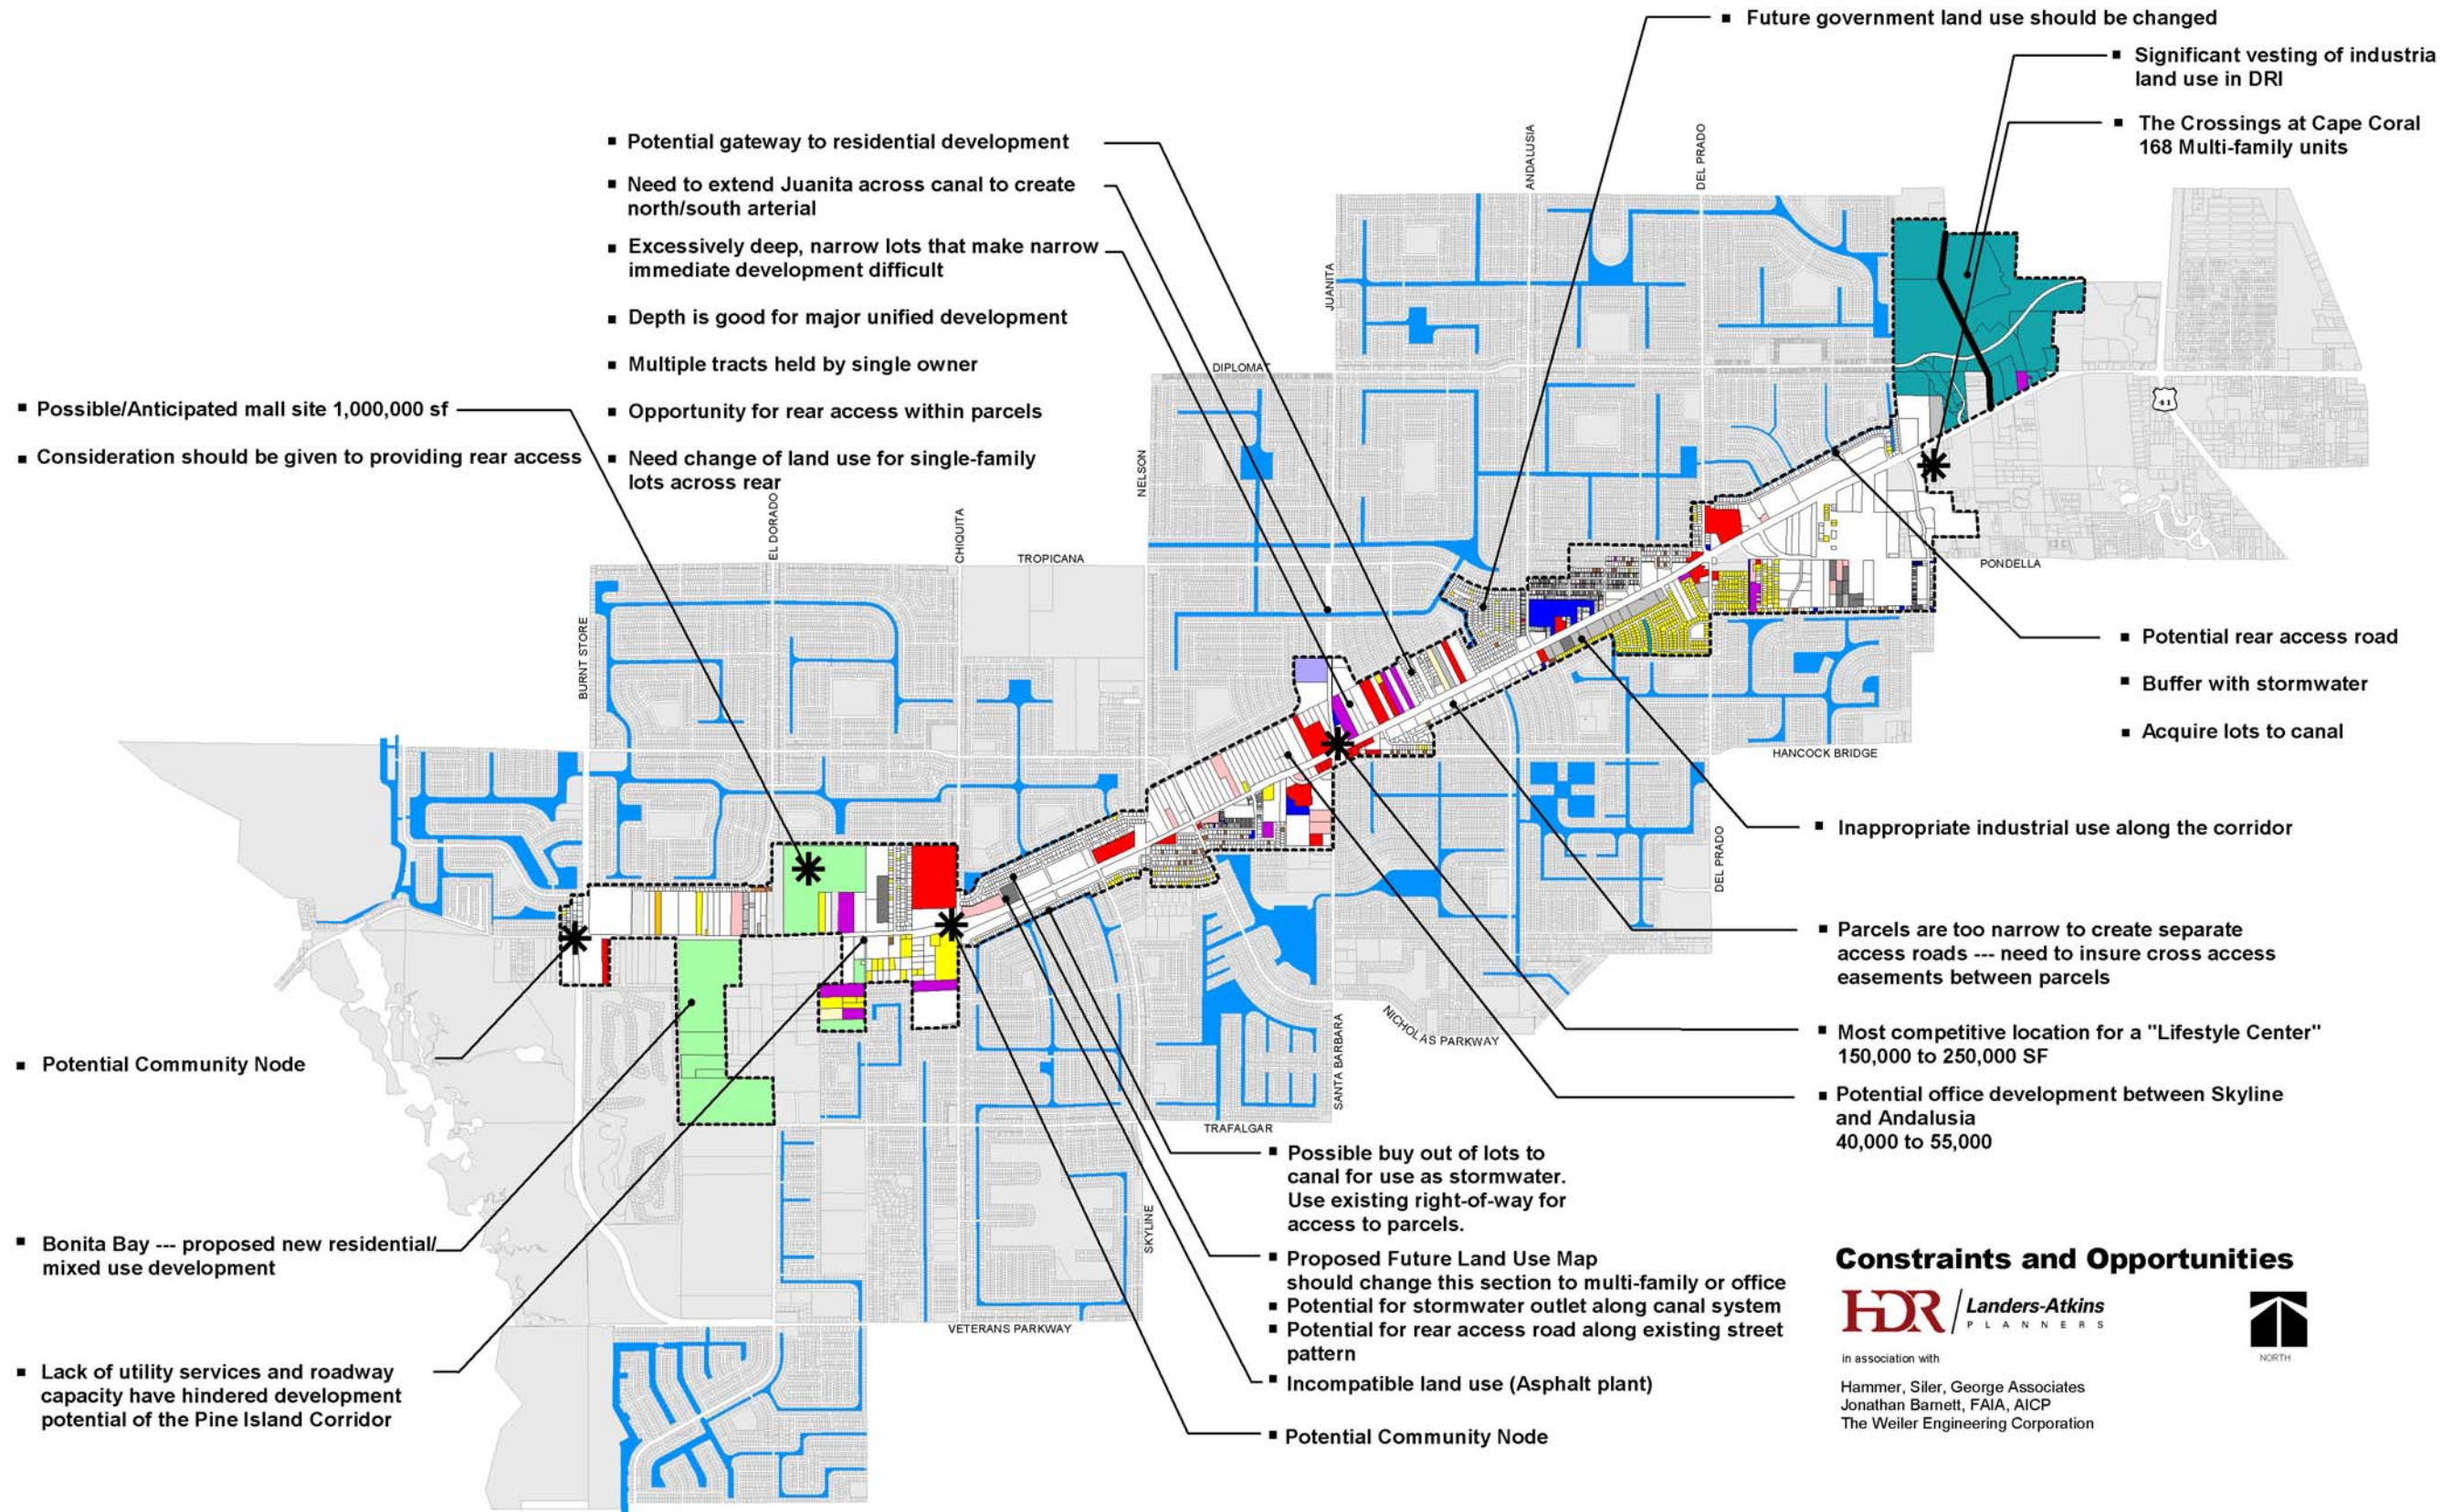 ▪ Future government land use should be changed
▪ Significant vesting of industria
land use in DRI
▪ The Crossings at Cape Coral
168 Multi-family units
▪ Potential gateway to residential development
▪ Need to extend Juanita across canal to create
north/south arterial
▪ Excessively deep, narrow lots that make narrow
immediate development difficult
▪ Depth is good for major unified development
▪ Multiple tracts held by single owner
▪ Opportunity for rear access within parcels
▪ Need change of land use for single-family
lots across rear
▪ Possible/Anticipated mall site 1,000,000 sf
▪ Consideration should be given to providing rear access
ANDALUSIA
DEL PRADO
JUANITA
DIPLOMAT
NELSON
EL DORADO
CHIQUITA
TROPICANA
BURNT STORE
41
PONDELLA
HANCOCK BRIDGE
DEL PRADO
NICHOLAS PARKWAY
SANTA BARBARA
TRAFALGAR
SKYLINE
VETERANS PARKWAY
▪ Potential rear access road
▪ Buffer with stormwater
▪ Acquire lots to canal
▪ Inappropriate industrial use along the corridor
▪ Parcels are too narrow to create separate
access roads --- need to insure cross access
easements between parcels
▪ Most competitive location for a "Lifestyle Center"
150,000 to 250,000 SF
▪ Potential office development between Skyline
and Andalusia
40,000 to 55,000
▪ Potential Community Node
▪ Bonita Bay --- proposed new residential/
mixed use development
▪ Lack of utility services and roadway
capacity have hindered development
potential of the Pine Island Corridor
▪ Possible buy out of lots to
canal for use as stormwater.
Use existing right-of-way for
access to parcels.
▪ Proposed Future Land Use Map
should change this section to multi-family or office
▪ Potential for stormwater outlet along canal system
▪ Potential for rear access road along existing street
pattern
▪ Incompatible land use (Asphalt plant)
▪ Potential Community Node
Constraints and Opportunities
HDR / Landers-Atkins
PLANNERS
in association with
Hammer, Siler, George Associates
Jonathan Barnett, FAIA, AICP
The Weiler Engineering Corporation
NORTH